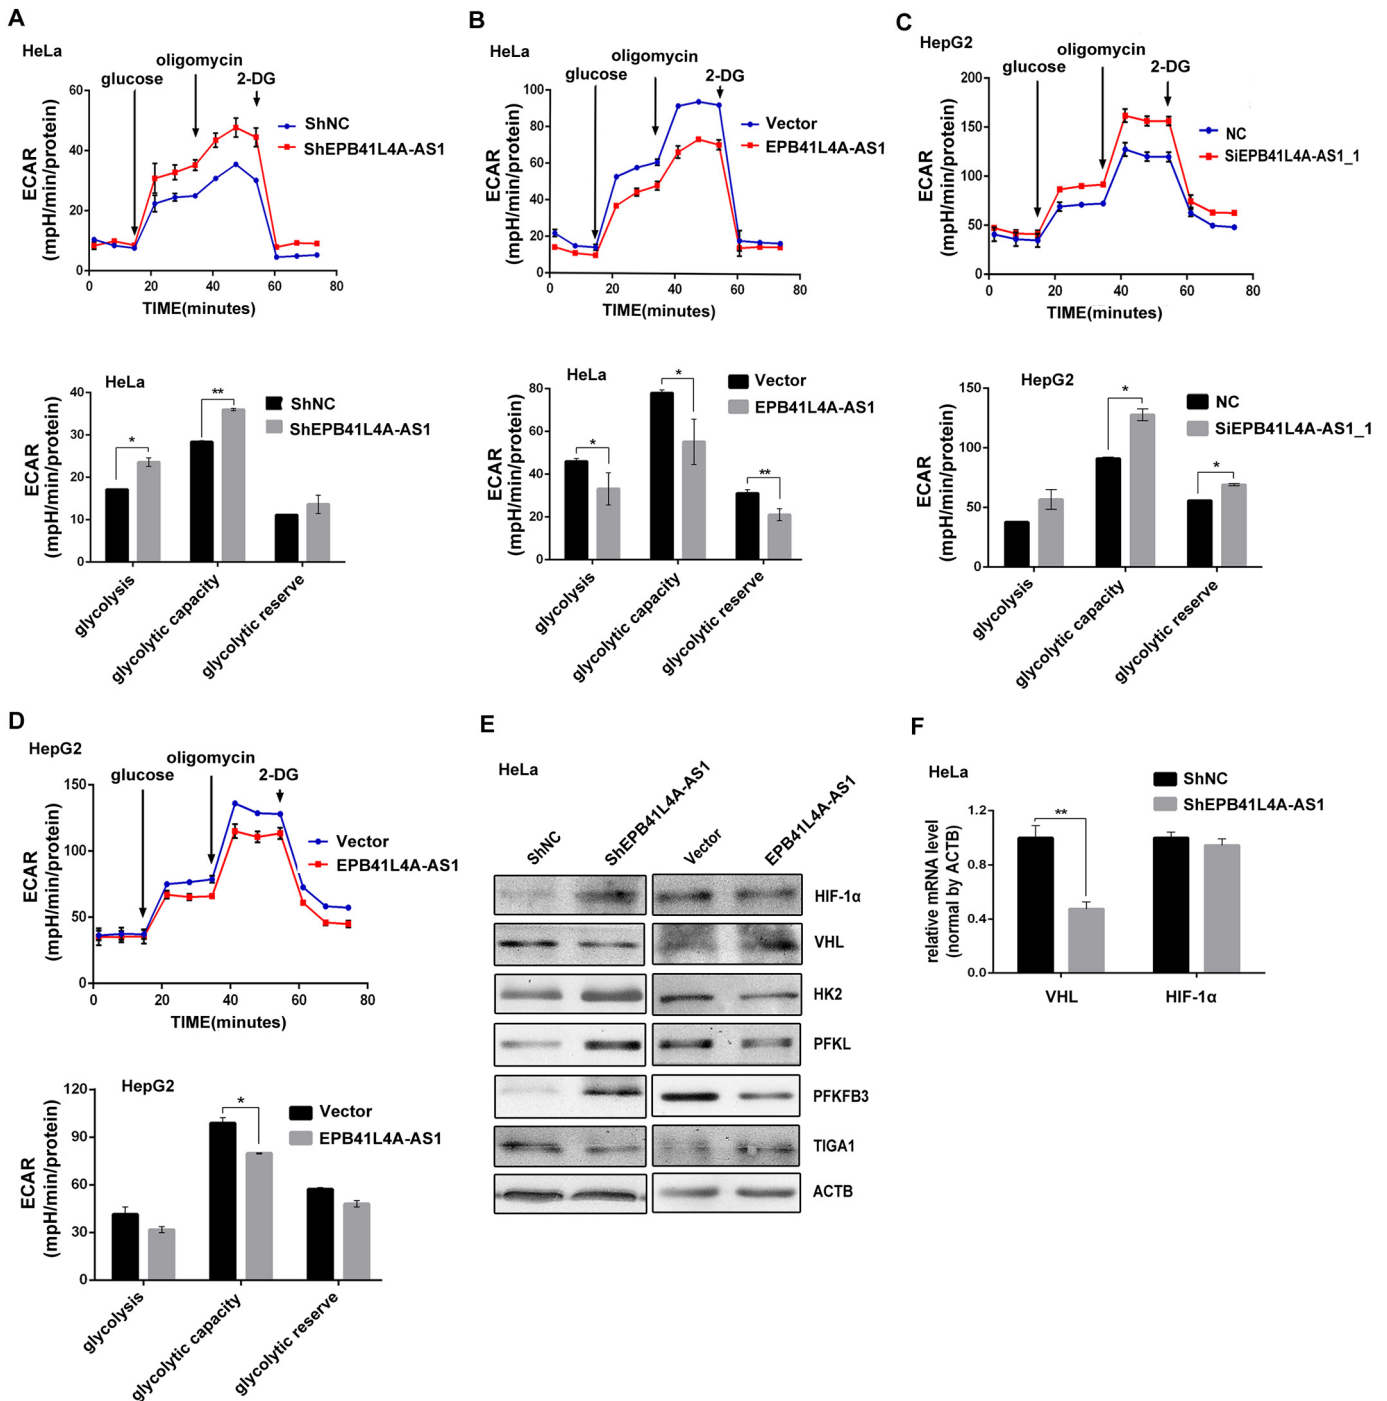 A
HeLa
oligomycin
glucose
2-DG
ShNC
ShEPB41L4A-AS1
ECAR
(mpH/min/protein)
60
40
20
0
0 20 40 60 80
TIME(minutes)
HeLa
ShNC
ShEPB41L4A-AS1
ECAR
(mpH/min/protein)
40
30
20
10
0
*
**
glycolysis
glycolytic capacity
glycolytic reserve
B
HeLa
oligomycin
glucose
2-DG
Vector
EPB41L4A-AS1
ECAR
(mpH/min/protein)
100
80
60
40
20
0
0 20 40 60 80
TIME(minutes)
HeLa
Vector
EPB41L4A-AS1
ECAR
(mpH/min/protein)
80
60
40
20
0
*
*
**
glycolysis
glycolytic capacity
glycolytic reserve
C
HepG2
oligomycin
glucose
2-DG
NC
SiEPB41L4A-AS1_1
ECAR
(mpH/min/protein)
200
150
100
50
0
0 20 40 60 80
TIME(minutes)
HepG2
NC
SiEPB41L4A-AS1_1
ECAR
(mpH/min/protein)
150
100
50
0
*
*
glycolysis
glycolytic capacity
glycolytic reserve
D
HepG2
oligomycin
glucose
2-DG
Vector
EPB41L4A-AS1
ECAR
(mpH/min/protein)
150
100
50
0
0 20 40 60 80
TIME(minutes)
HepG2
Vector
EPB41L4A-AS1
ECAR
(mpH/min/protein)
120
90
60
30
0
*
glycolysis
glycolytic capacity
glycolytic reserve
E
HeLa
ShNC
ShEPB41L4A-AS1
Vector
EPB41L4A-AS1
HIF-1α
VHL
HK2
PFKL
PFKFB3
TIGA1
ACTB
F
HeLa
ShNC
ShEPB41L4A-AS1
relative mRNA level
(normal by ACTB)
1.2
0.8
0.4
0.0
**
VHL HIF-1α